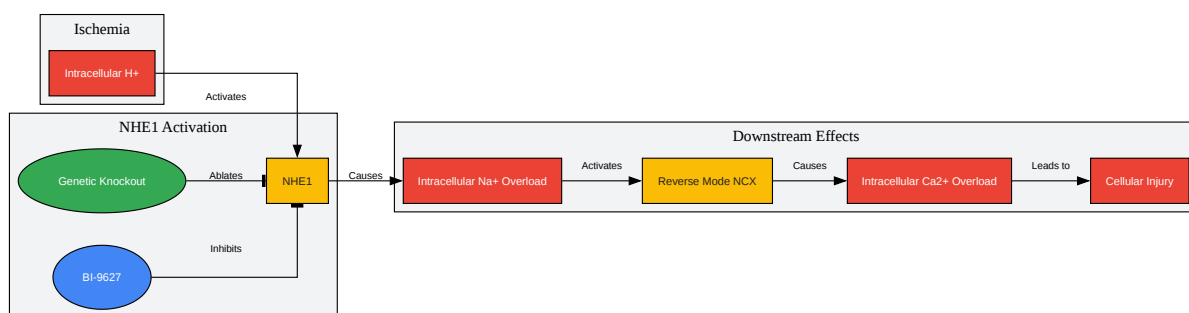 Ischemia
Intracellular H+
Activates
NHE1 Activation
Genetic Knockout
Ablates
NHE1
Causes
Inhibits
BI-9627
Downstream Effects
Intracellular Na+ Overload
Activates
Reverse Mode NCX
Causes
Intracellular Ca2+ Overload
Leads to
Cellular Injury